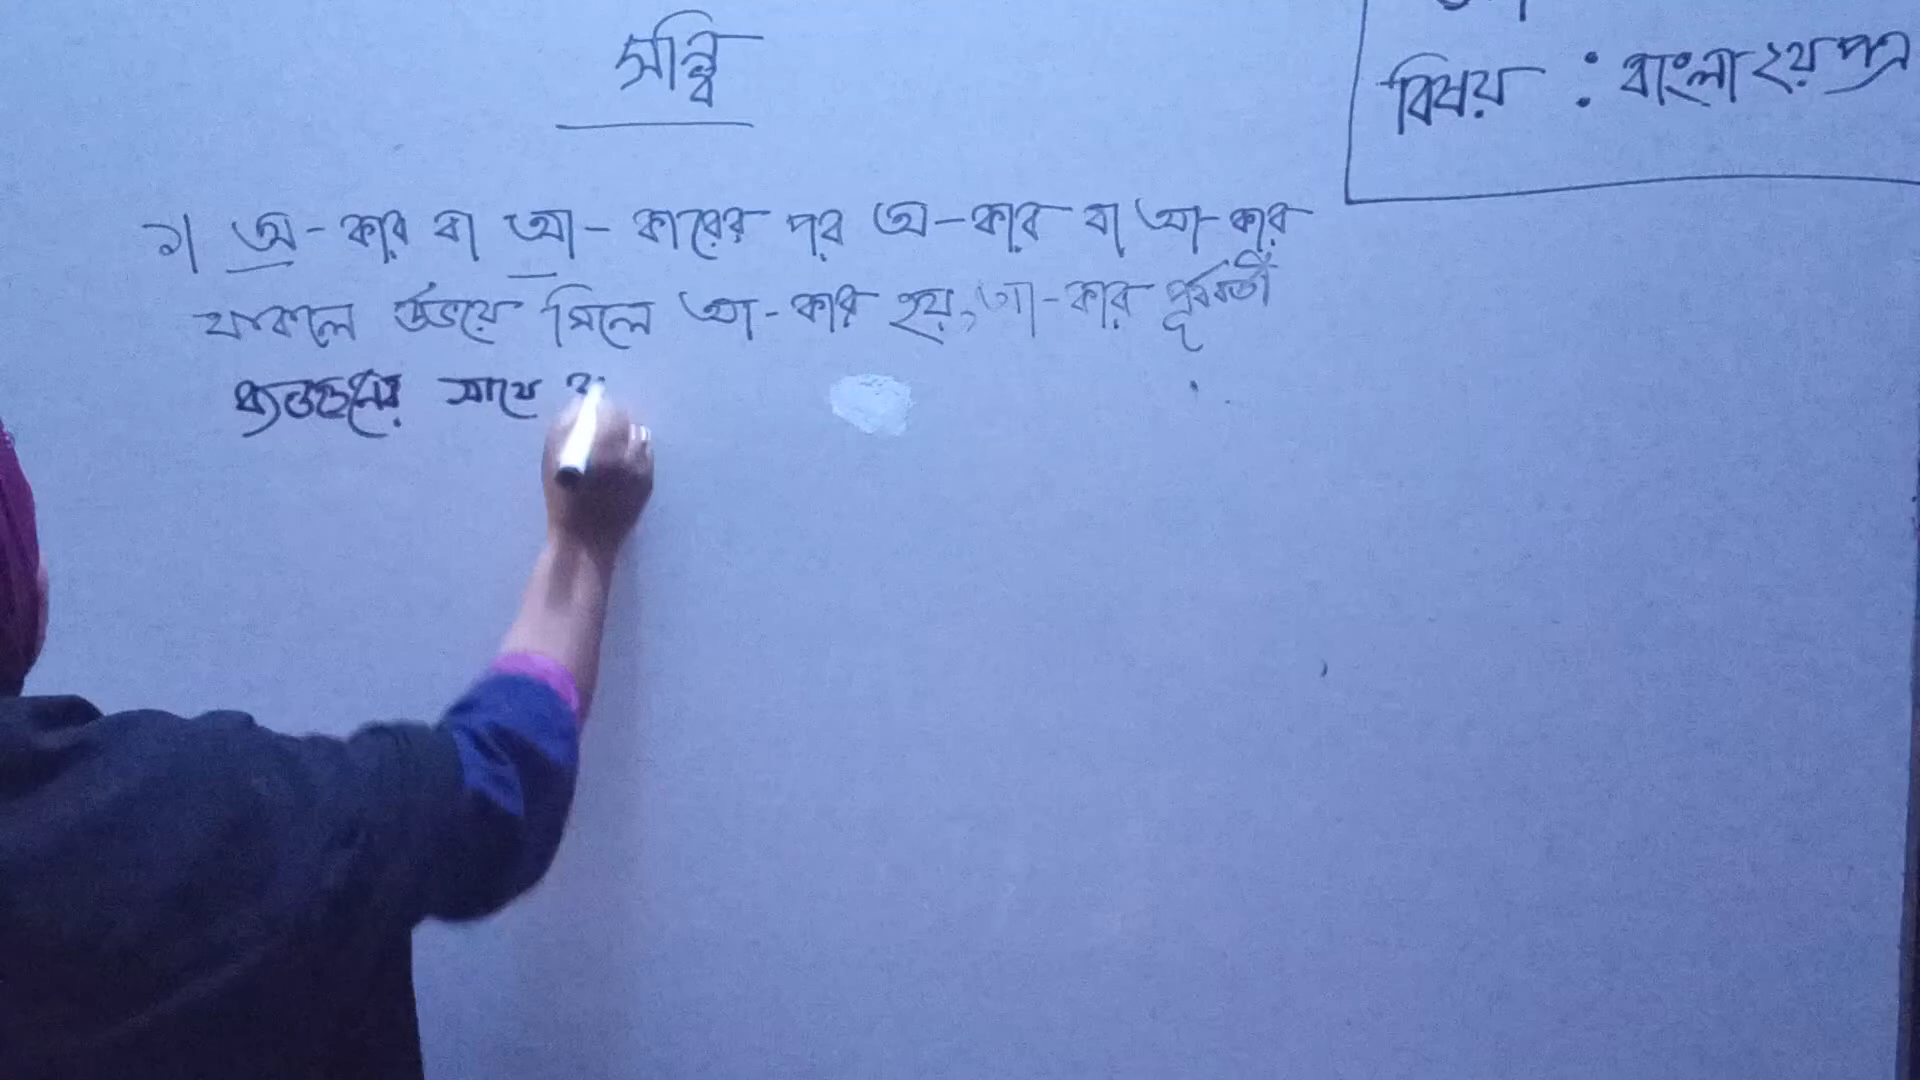 সন্ধি
বিষয় : বাংলা ২য় পত্র
১। অ-কার বা আ-কারের পর অ-কার বা আ-কার
থাকলে উভয়ে মিলে আ-কার হয়, আ-কার পূর্ববর্তী
ব্যঞ্জনের সাথে